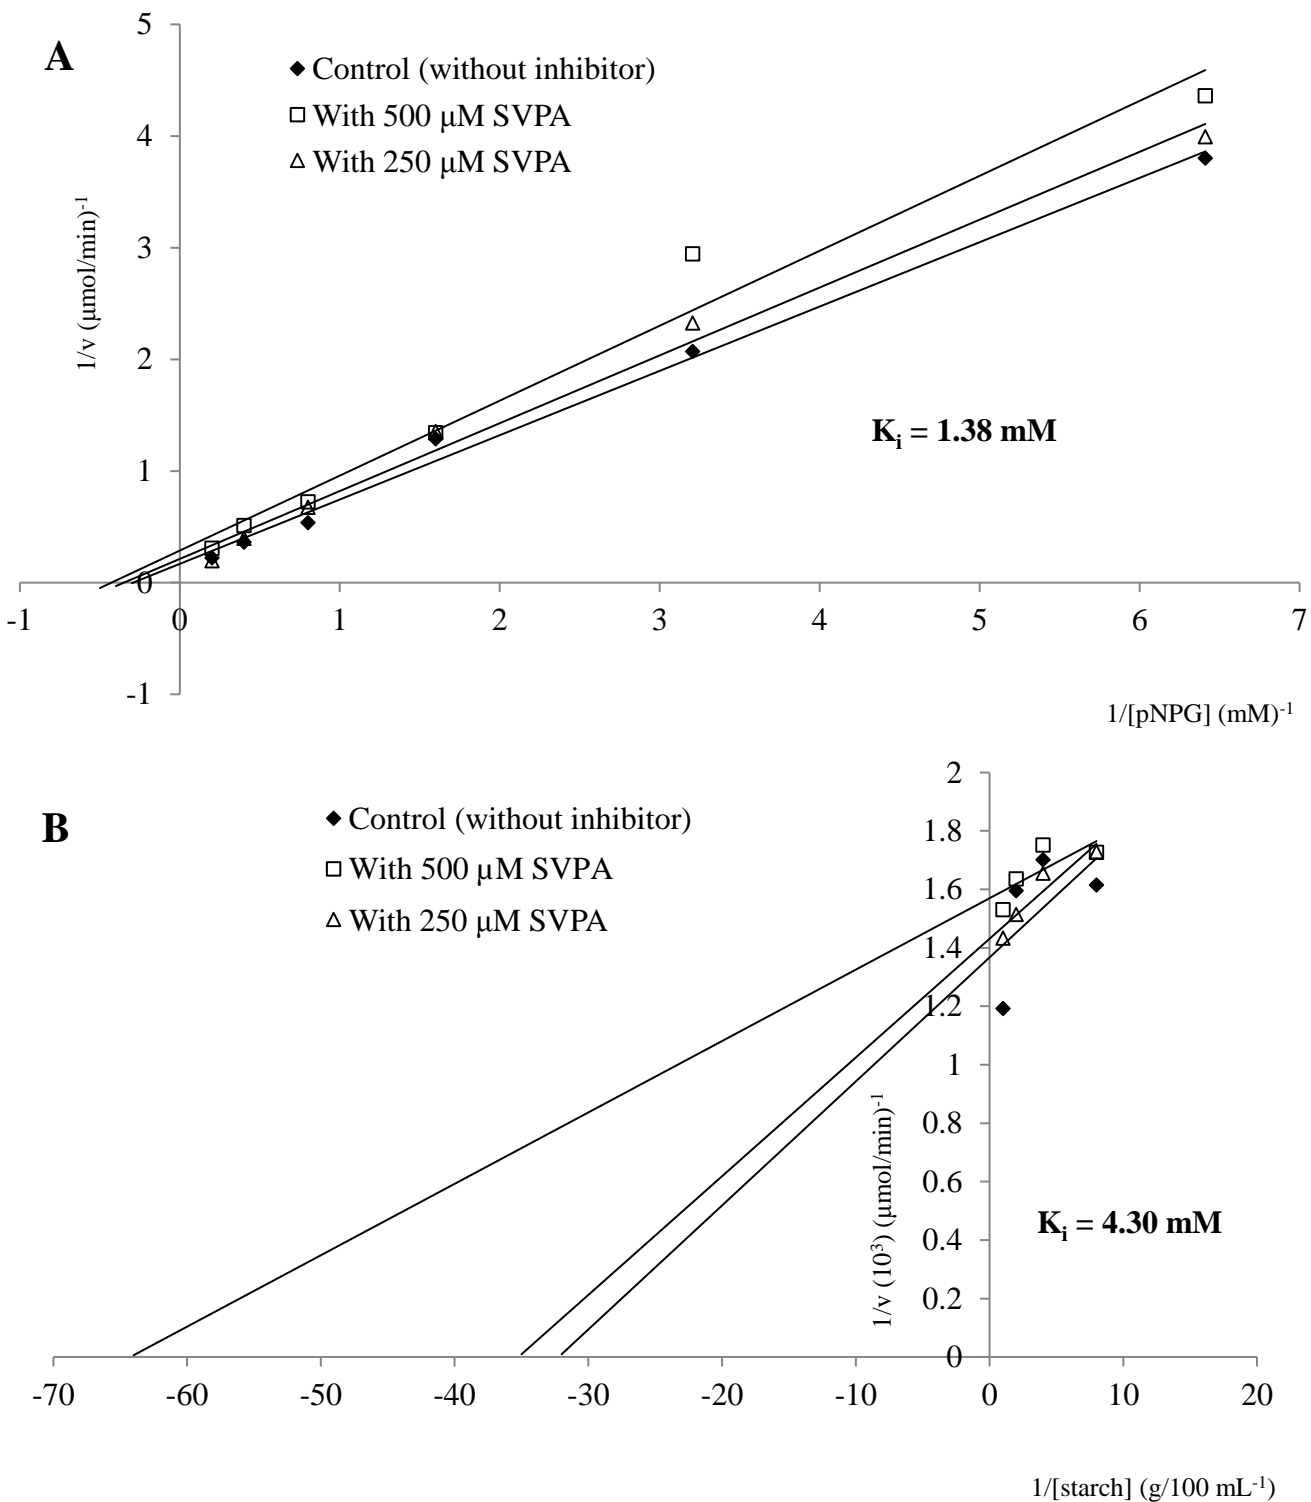 A
5
4
3
2
1
0
-1
1/v (μmol/min)⁻¹
◆ Control (without inhibitor)
□ With 500 μM SVPA
△ With 250 μM SVPA
Kᵢ = 1.38 mM
-1 0 1 2 3 4 5 6 7
1/[pNPG] (mM)⁻¹
B
◆ Control (without inhibitor)
□ With 500 μM SVPA
△ With 250 μM SVPA
2
1.8
1.6
1.4
1.2
1
0.8
0.6
0.4
0.2
0
1/v (10³) (μmol/min)⁻¹
Kᵢ = 4.30 mM
-70 -60 -50 -40 -30 -20 -10 0 10 20
1/[starch] (g/100 mL⁻¹)